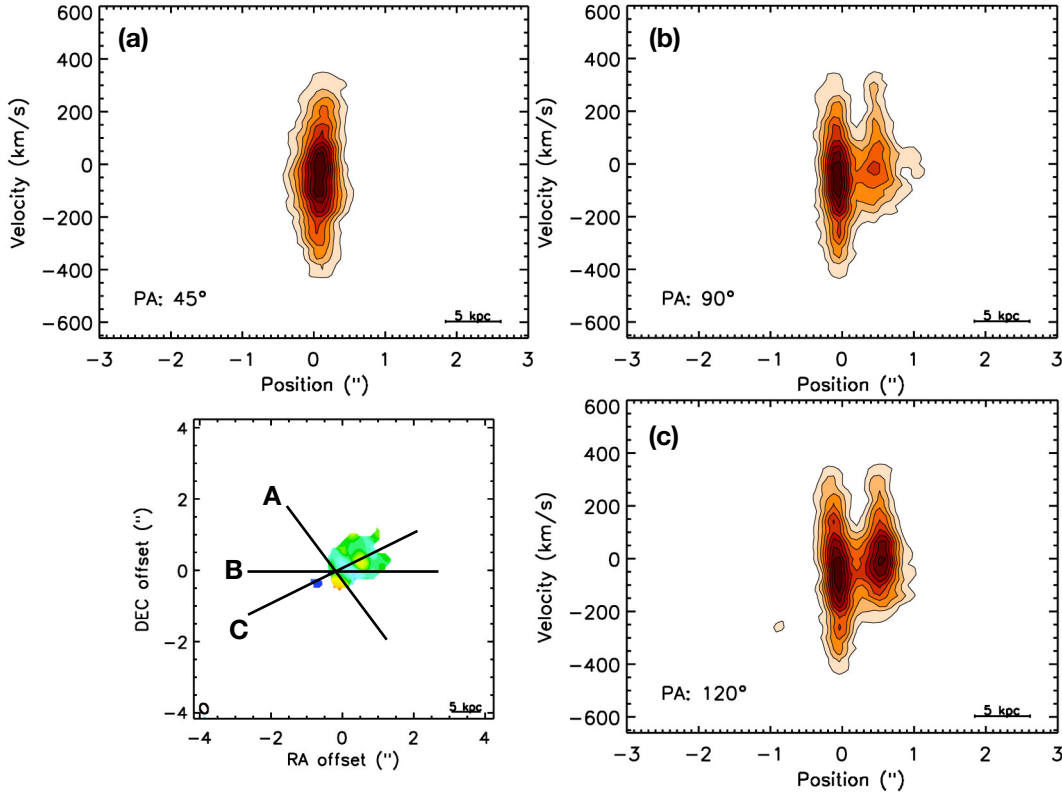 (a)
600
400
200
0
−200
−400
−600
Velocity (km/s)
PA: 45°
5 kpc
−3 −2 −1 0 1 2 3
Position (")
(b)
600
400
200
0
−200
−400
−600
Velocity (km/s)
PA: 90°
5 kpc
−3 −2 −1 0 1 2 3
Position (")
4
2
0
−2
−4
DEC offset (")
A
B
C
5 kpc
−4 −2 0 2 4
RA offset (")
(c)
600
400
200
0
−200
−400
−600
Velocity (km/s)
PA: 120°
5 kpc
−3 −2 −1 0 1 2 3
Position (")